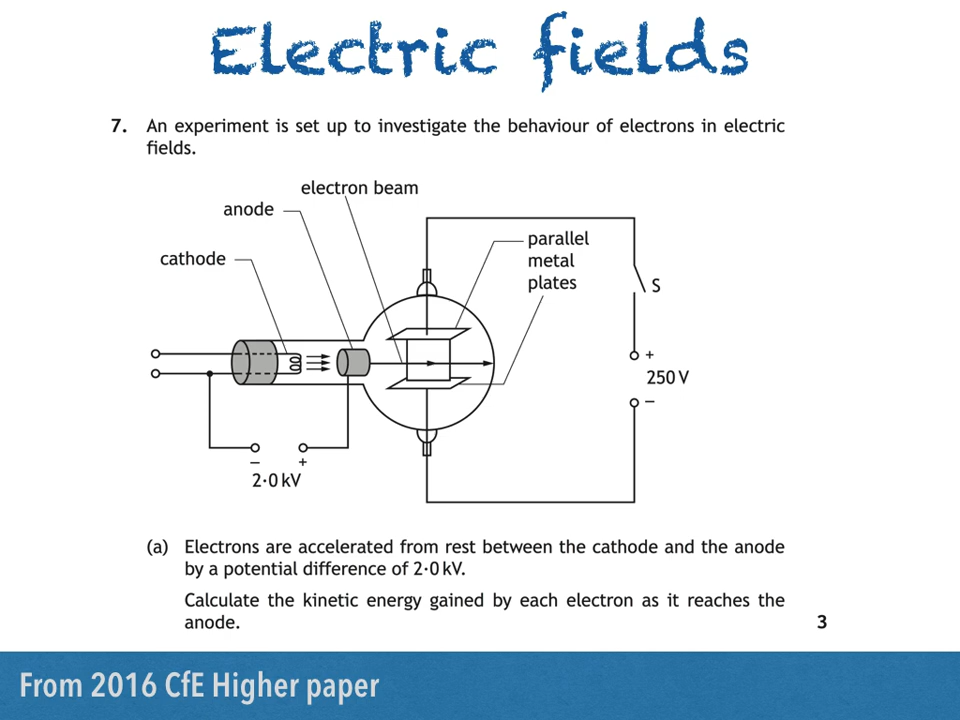 Electric fields
7. An experiment is set up to investigate the behaviour of electrons in electric
fields.
electron beam
anode
cathode
parallel
metal
plates
S
+
250 V
–
– +
2·0 kV
(a) Electrons are accelerated from rest between the cathode and the anode
by a potential difference of 2·0 kV.
Calculate the kinetic energy gained by each electron as it reaches the
anode. 3
From 2016 CfE Higher paper